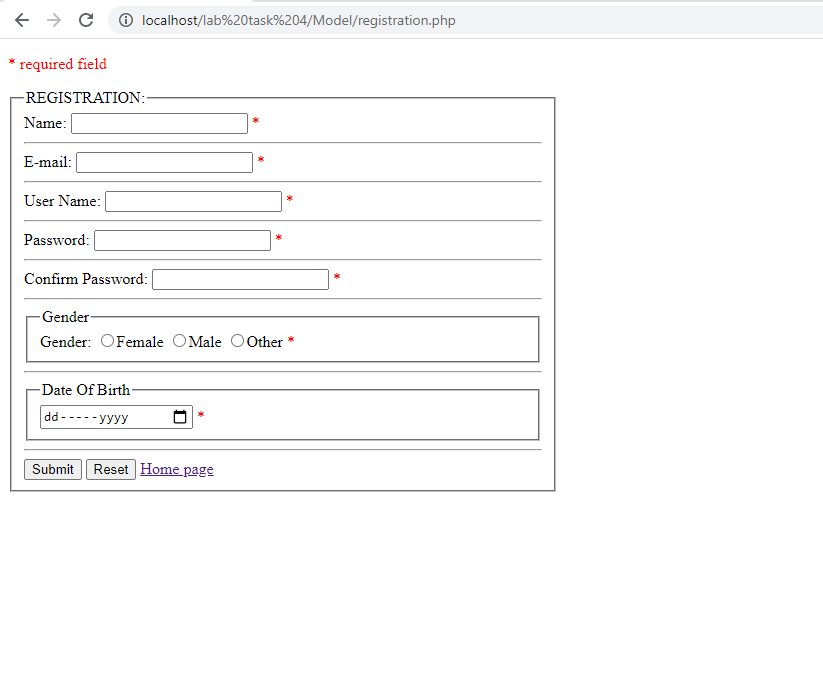 localhost/lab%20task%204/Model/registration.php
* required field
REGISTRATION:
Name: *
E-mail: *
User Name: *
Password: *
Confirm Password: *
Gender
Gender: Female Male Other *
Date Of Birth
dd-----yyyy *
Submit Reset Home page